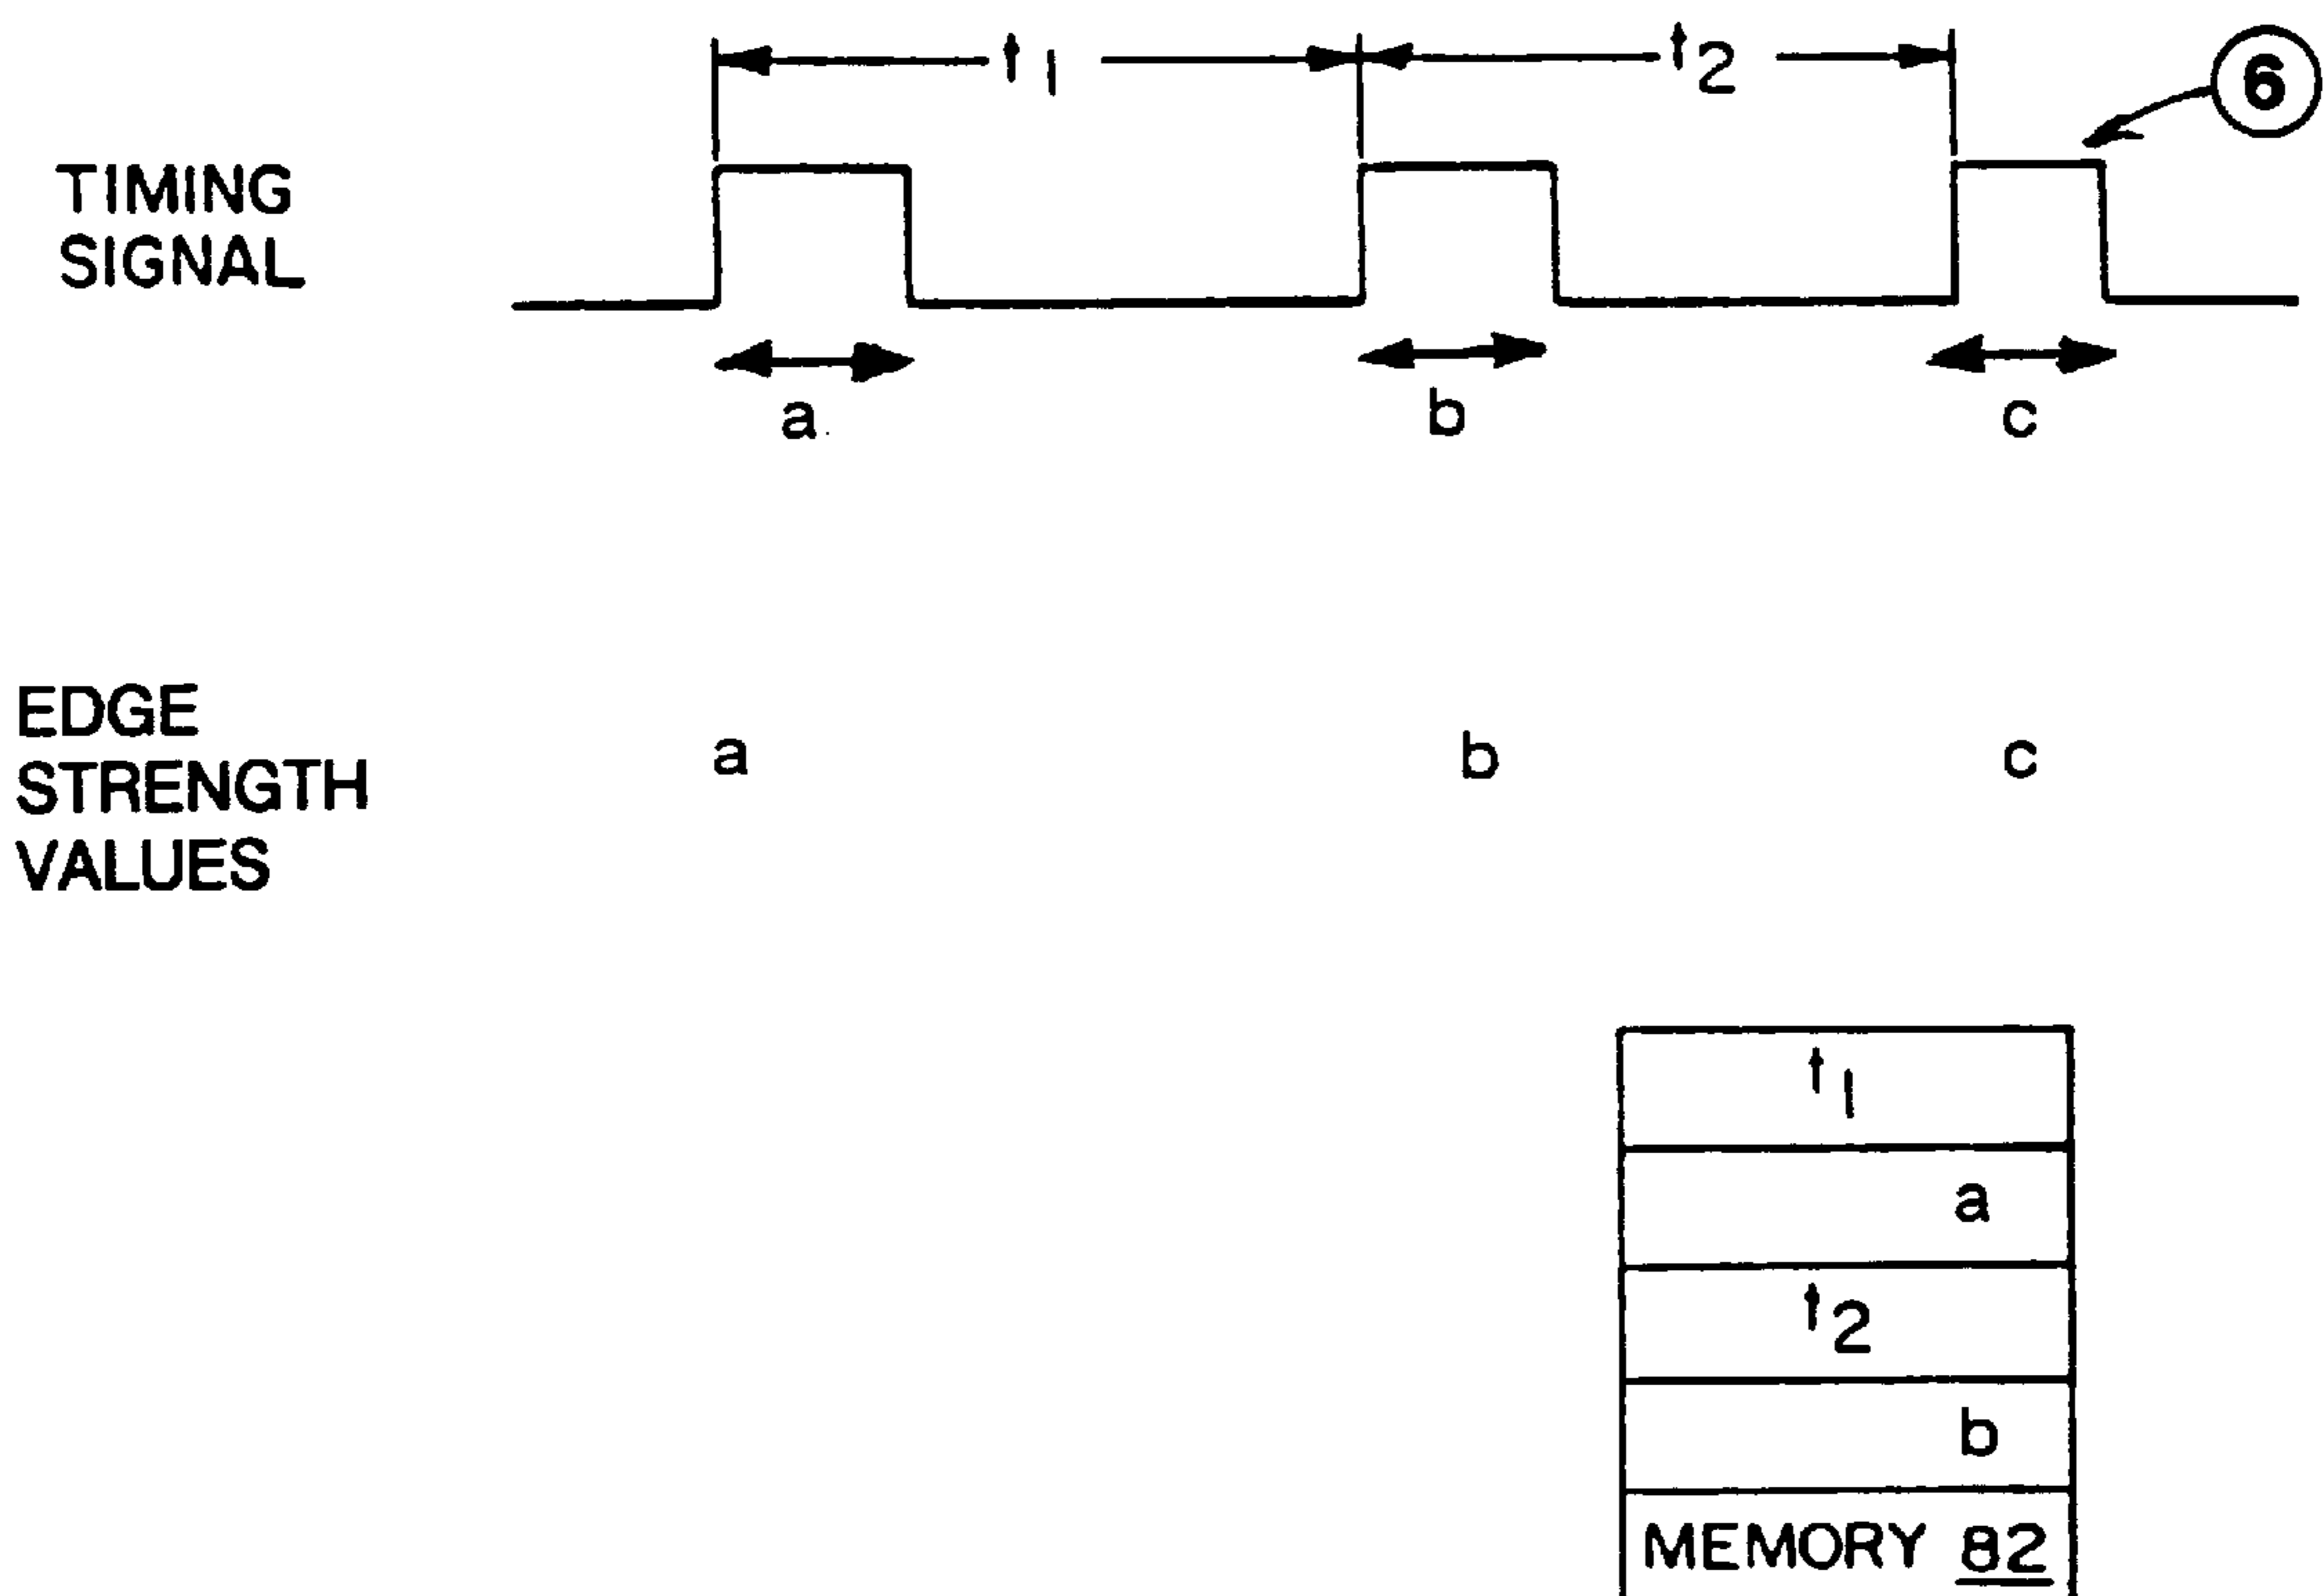 t1 t2 6
TIMING
SIGNAL
a b c
EDGE
STRENGTH
VALUES
a b c
t1
a
t2
b
MEMORY 82